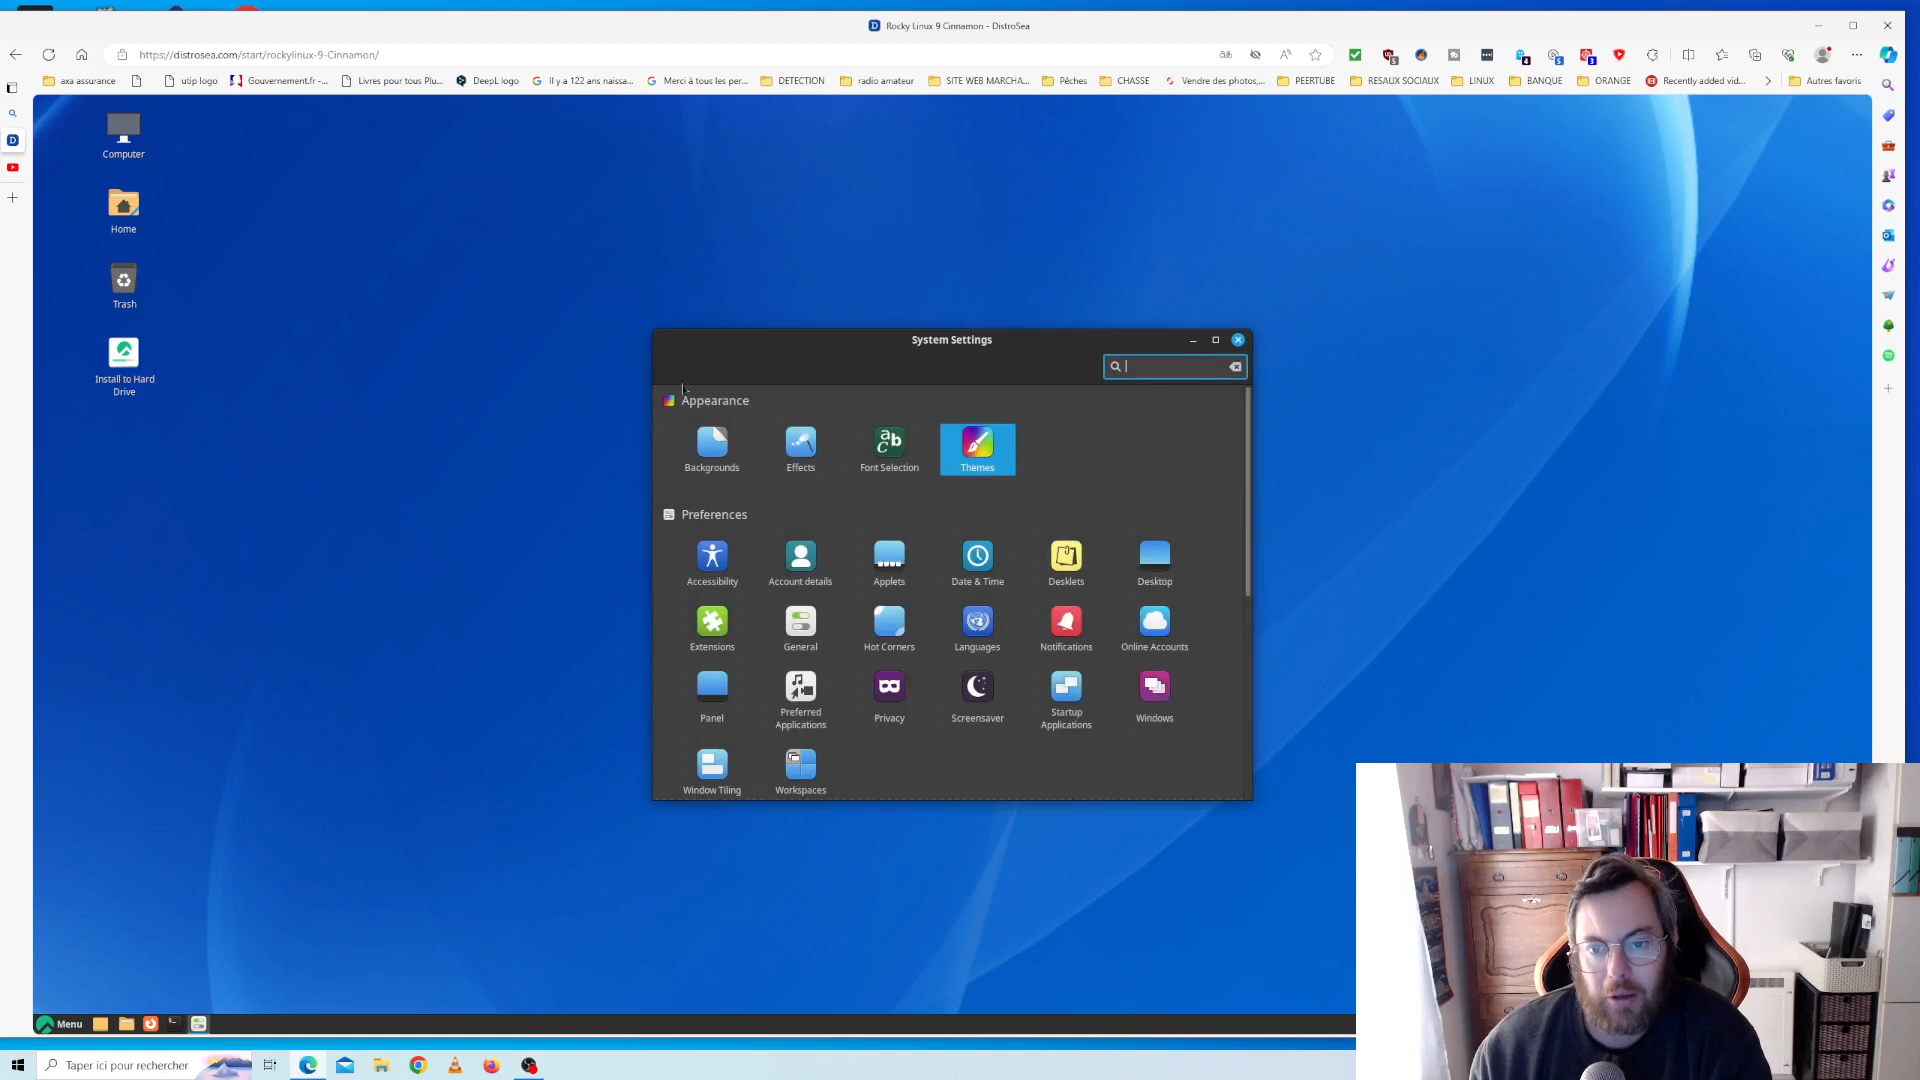 Rocky Linux 9 Cinnamon - DistroSea
https://distrosea.com/start/rockylinux-9-Cinnamon/
axa assurance
utip logo
Gouvernement.fr -...
Livres pour tous Plu...
DeepL logo
Il y a 122 ans naissa...
Merci à tous les per...
DETECTION
radio amateur
SITE WEB MARCHA...
Pêches
CHASSE
Vendre des photos,...
PEERTUBE
RESAUX SOCIAUX
LINUX
BANQUE
ORANGE
Recently added vid...
Autres favoris
Computer
Home
Trash
Install to Hard
Drive
System Settings
Appearance
Backgrounds
Effects
Font Selection
Themes
Preferences
Accessibility
Account details
Applets
Date & Time
Desklets
Desktop
Extensions
General
Hot Corners
Languages
Notifications
Online Accounts
Panel
Preferred
Applications
Privacy
Screensaver
Startup
Applications
Windows
Window Tiling
Workspaces
Menu
Taper ici pour rechercher